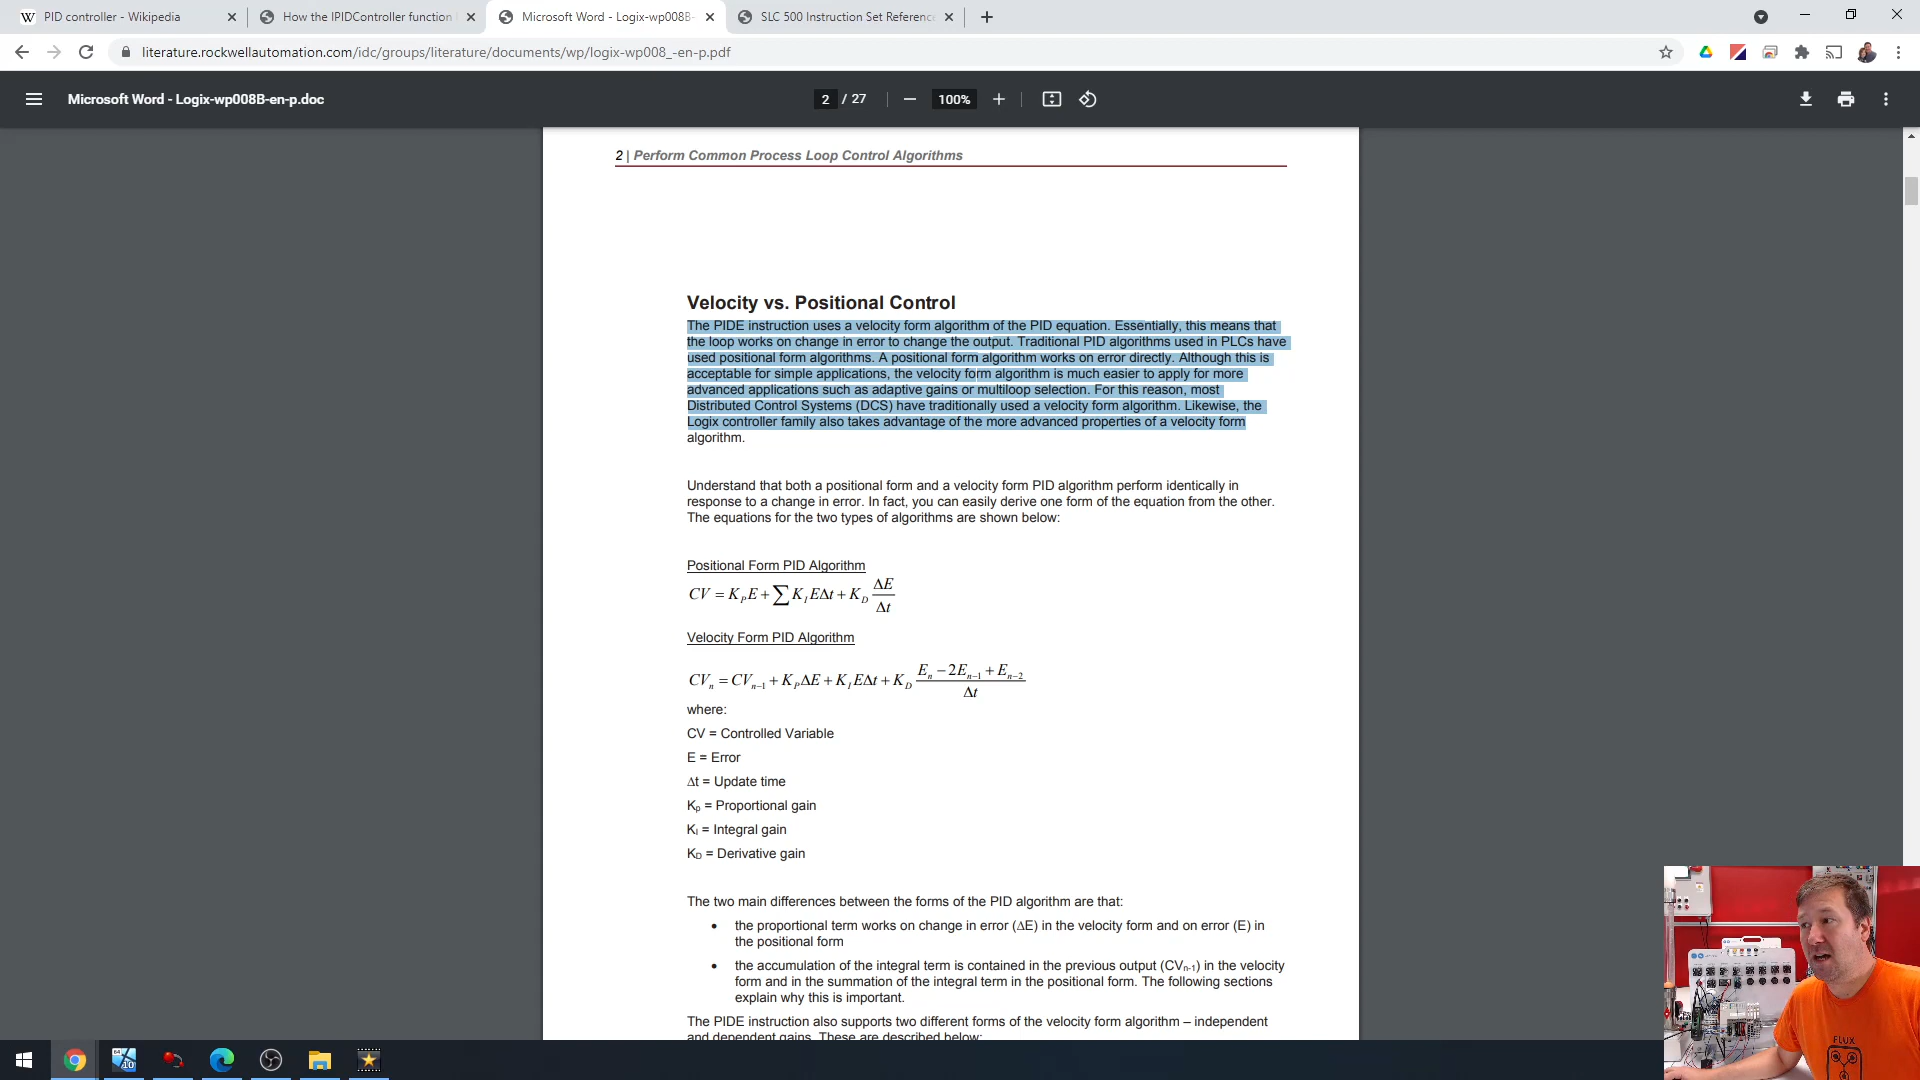 PID controller - Wikipedia
How the IPIDController function
Microsoft Word - Logix-wp008B-
SLC 500 Instruction Set Reference
literature.rockwellautomation.com/idc/groups/literature/documents/wp/logix-wp008_-en-p.pdf
Microsoft Word - Logix-wp008B-en-p.doc
2 / 27
100%
2 | Perform Common Process Loop Control Algorithms
Velocity vs. Positional Control
The PIDE instruction uses a velocity form algorithm of the PID equation. Essentially, this means that
the loop works on change in error to change the output. Traditional PID algorithms used in PLCs have
used positional form algorithms. A positional form algorithm works on error directly. Although this is
acceptable for simple applications, the velocity form algorithm is much easier to apply for more
advanced applications such as adaptive gains or multiloop selection. For this reason, most
Distributed Control Systems (DCS) have traditionally used a velocity form algorithm. Likewise, the
Logix controller family also takes advantage of the more advanced properties of a velocity form
algorithm.
Understand that both a positional form and a velocity form PID algorithm perform identically in
response to a change in error. In fact, you can easily derive one form of the equation from the other.
The equations for the two types of algorithms are shown below:
Positional Form PID Algorithm
CV = K_P E + ∑ K_I EΔt + K_D ΔE/Δt
Velocity Form PID Algorithm
CV_n = CV_{n-1} + K_P ΔE + K_I EΔt + K_D (E_n − 2E_{n-1} + E_{n-2})/Δt
where:
CV = Controlled Variable
E = Error
Δt = Update time
Kp = Proportional gain
KI = Integral gain
KD = Derivative gain
The two main differences between the forms of the PID algorithm are that:
• the proportional term works on change in error (ΔE) in the velocity form and on error (E) in
the positional form
• the accumulation of the integral term is contained in the previous output (CVn-1) in the velocity
form and in the summation of the integral term in the positional form. The following sections
explain why this is important.
The PIDE instruction also supports two different forms of the velocity form algorithm – independent
and dependent gains. These are described below:
FLUX